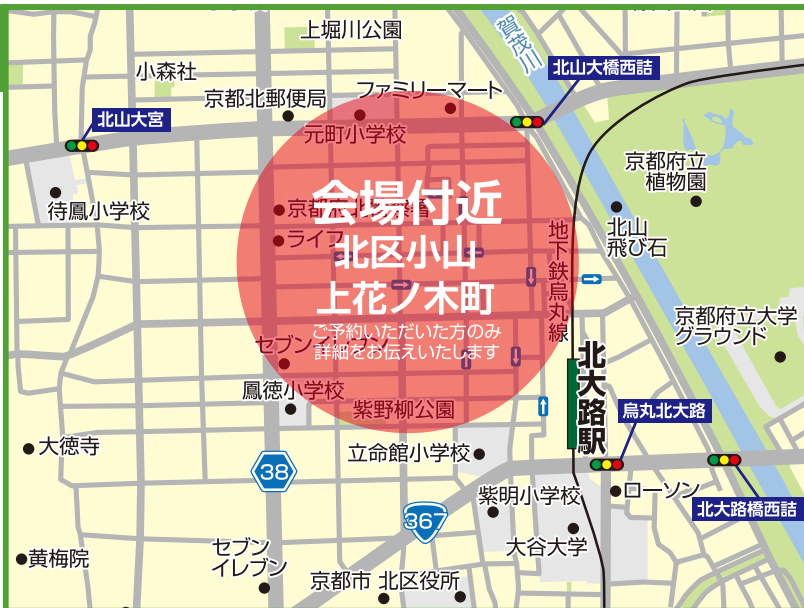 上堀川公園
賀茂川
小森社
北山大橋西詰
京都北郵便局
ファミリーマート
北山大宮
元町小学校
京都府立
植物園
待鳳小学校
会場付近
北区小山
上花ノ木町
ご予約いただいた方のみ
詳細をお伝えいたします
ライフ
地下鉄烏丸線
北山
飛び石
京都府立大学
グラウンド
北大路駅
鳳徳小学校
紫野柳公園
烏丸北大路
大徳寺
立命館小学校
38
紫明小学校
ローソン
北大路橋西詰
367
大谷大学
黄梅院
セブン
イレブン
京都市 北区役所